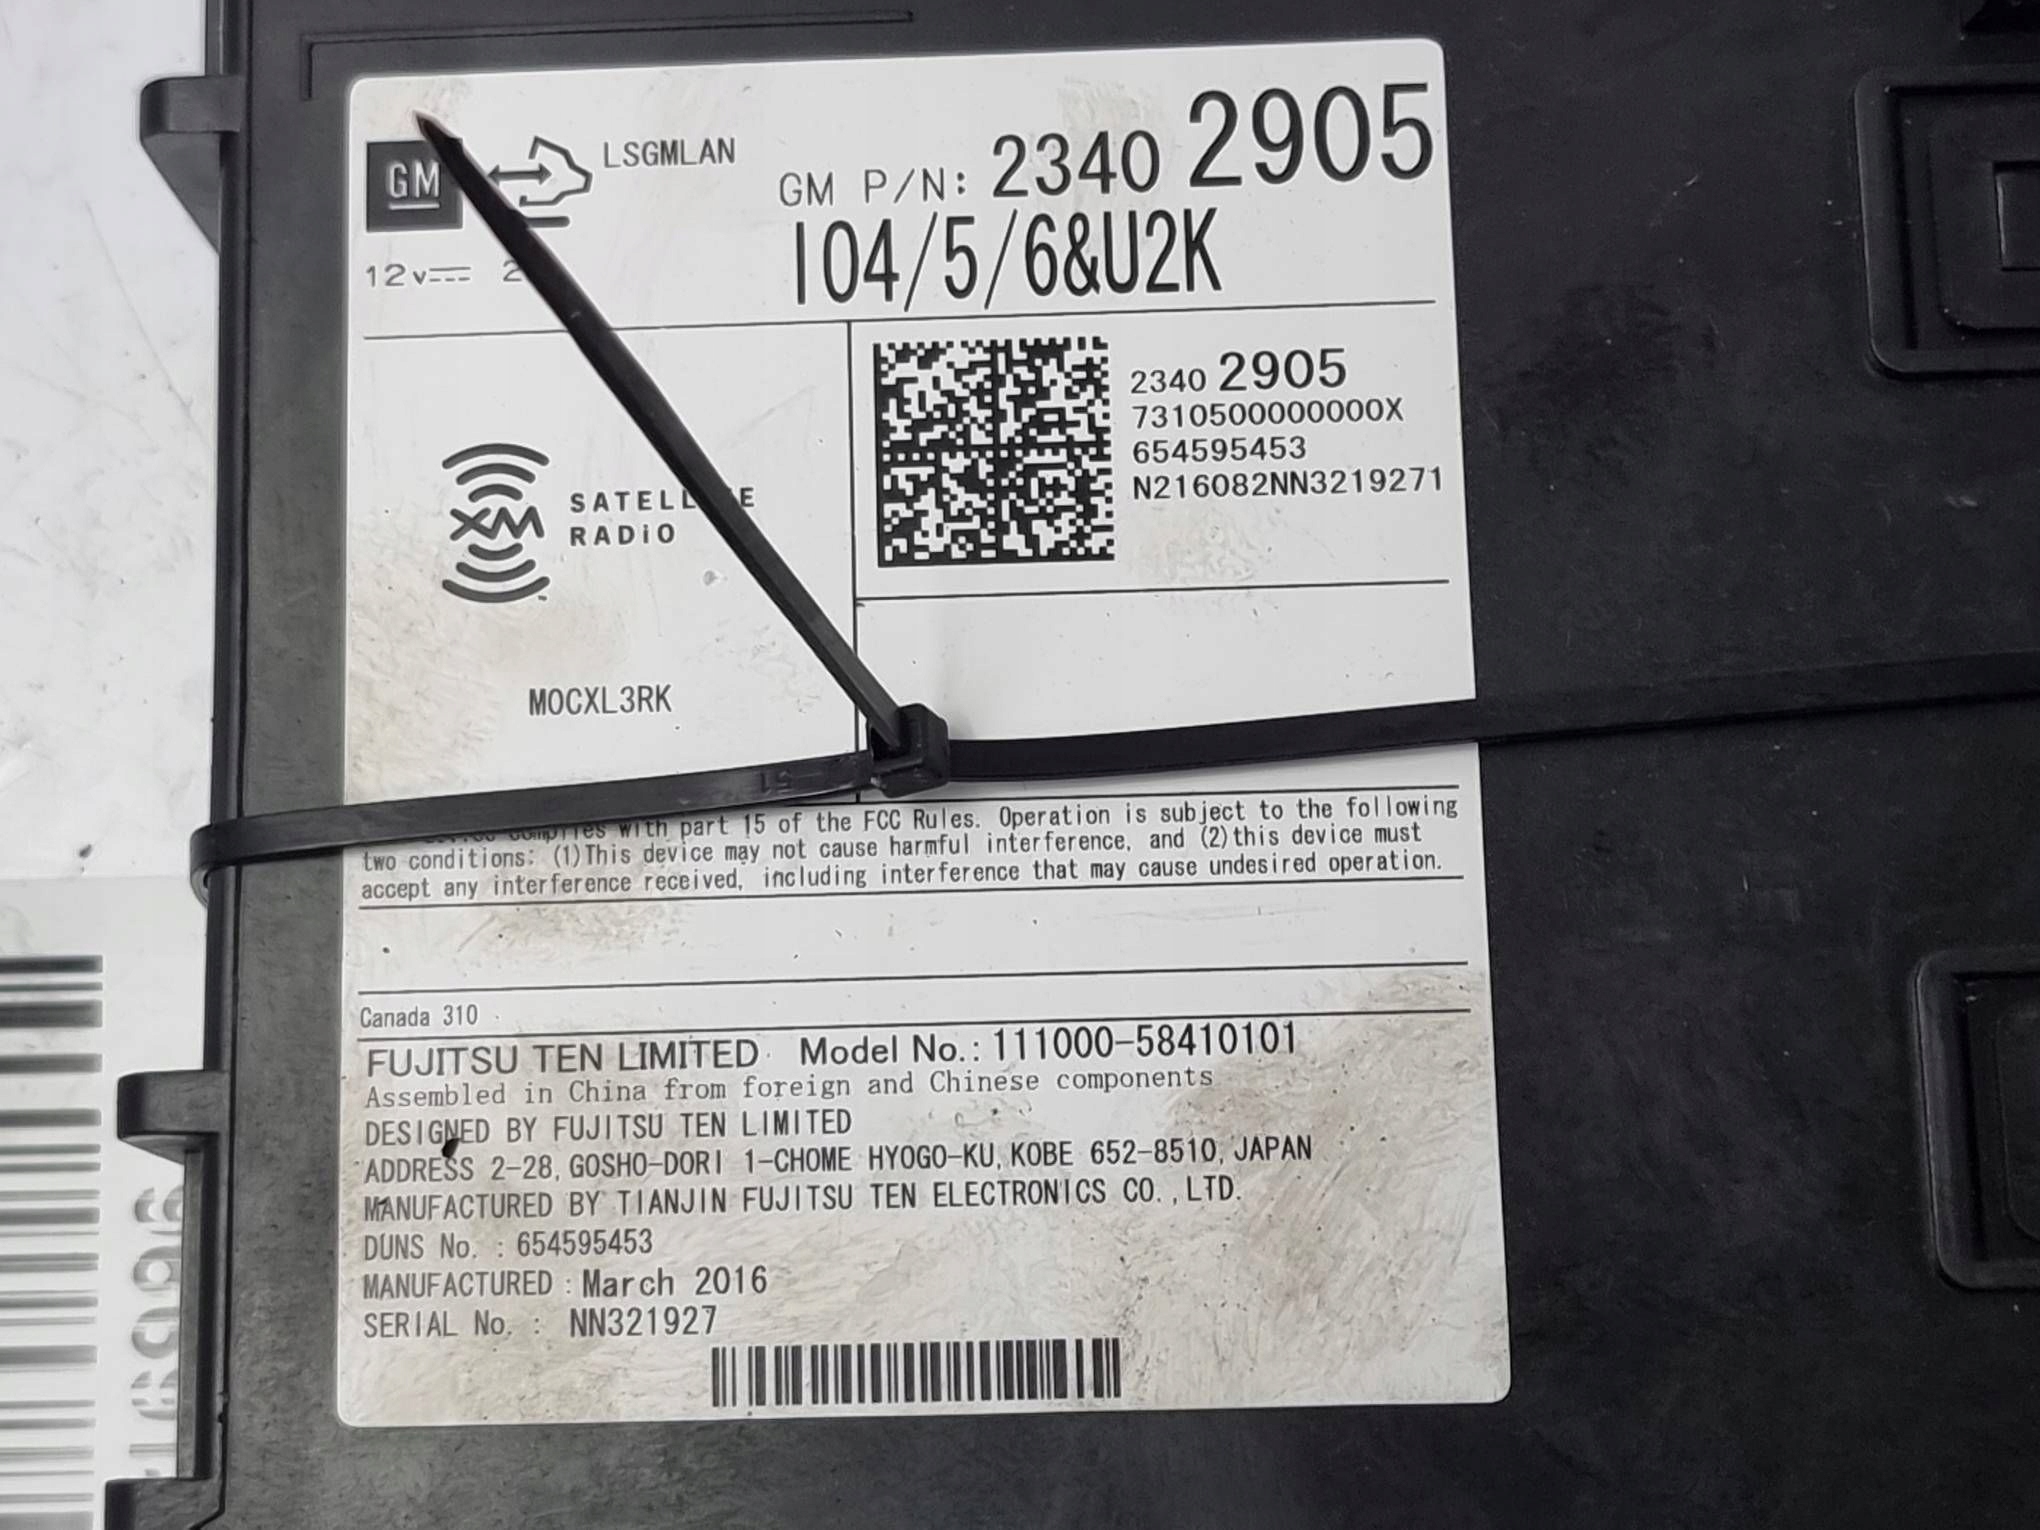 GM
LSGMLAN
GM P/N: 2340 2905
12v 2
IO4/5/6&U2K
2340 2905
7310500000000X
654595453
N216082NN3219271
XM
SATELL E
RADiO
MOCXL3RK
complies with part 15 of the FCC Rules. Operation is subject to the following
two conditions: (1)This device may not cause harmful interference, and (2)this device must
accept any interference received, including interference that may cause undesired operation.
Canada 310
FUJITSU TEN LIMITED Model No.: 111000-58410101
Assembled in China from foreign and Chinese components
DESIGNED BY FUJITSU TEN LIMITED
ADDRESS 2-28, GOSHO-DORI 1-CHOME HYOGO-KU, KOBE 652-8510, JAPAN
MANUFACTURED BY TIANJIN FUJITSU TEN ELECTRONICS CO., LTD.
DUNS No. : 654595453
MANUFACTURED : March 2016
SERIAL No. : NN321927